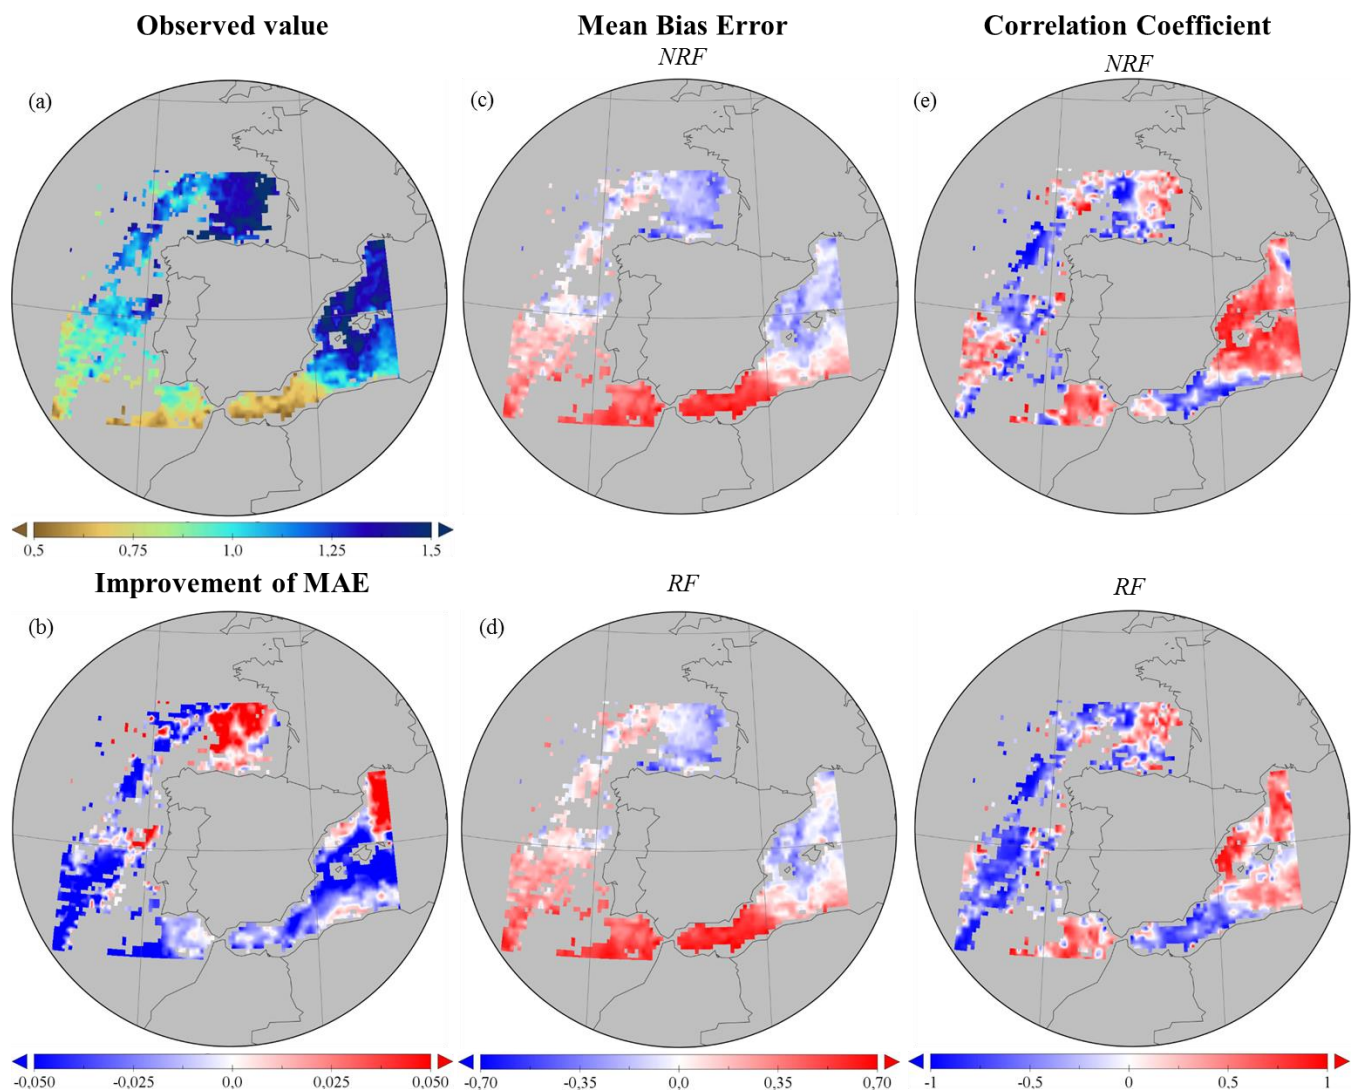 Observed value
Mean Bias Error
Correlation Coefficient
NRF
NRF
(a)
(c)
(e)
0,5 0,75 1,0 1,25 1,5
Improvement of MAE
RF
RF
(b)
(d)
-0,050 -0,025 0,0 0,025 0,050
-0,70 -0,35 0,0 0,35 0,70
-1 -0,5 0 0,5 1